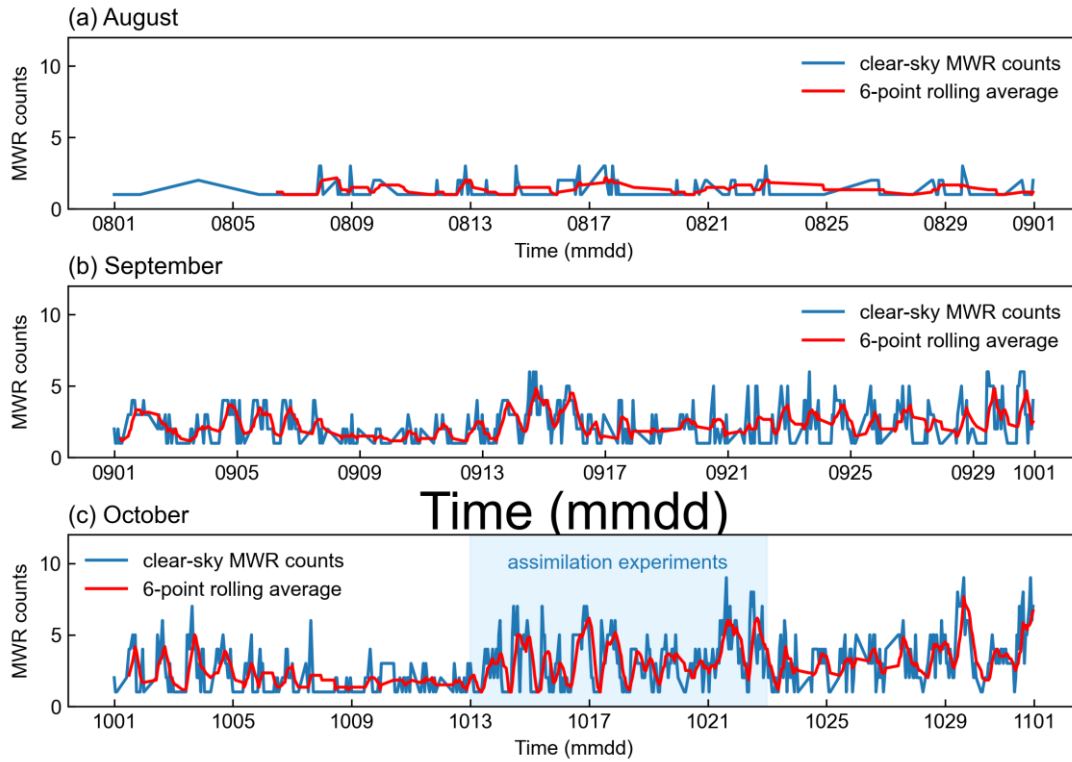 (a) August
MWR counts
10
5
0
clear-sky MWR counts
6-point rolling average
0801 0805 0809 0813 0817 0821 0825 0829 0901
Time (mmdd)
(b) September
MWR counts
10
5
0
clear-sky MWR counts
6-point rolling average
0901 0905 0909 0913 0917 0921 0925 0929 1001
Time (mmdd)
(c) October
MWR counts
10
5
0
clear-sky MWR counts
6-point rolling average
assimilation experiments
1001 1005 1009 1013 1017 1021 1025 1029 1101
Time (mmdd)